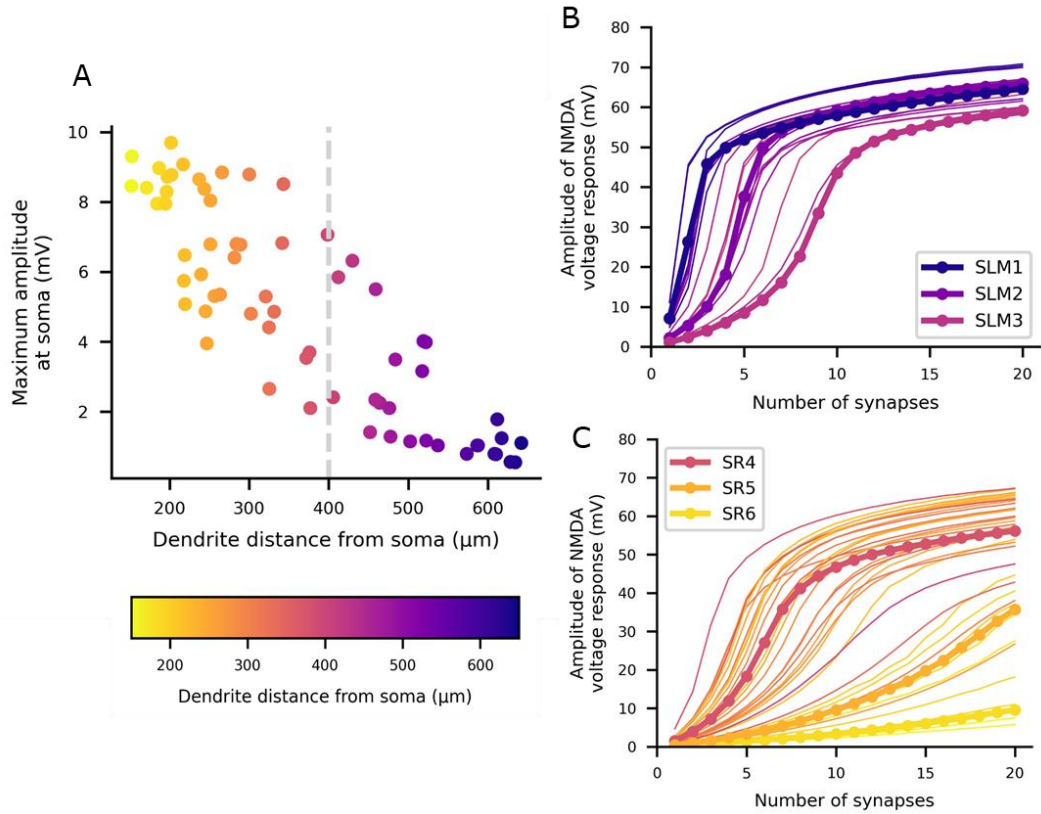 A
Maximum amplitude
at soma (mV)
10
8
6
4
2
200 300 400 500 600
Dendrite distance from soma (μm)
200 300 400 500 600
Dendrite distance from soma (μm)
B
Amplitude of NMDA
voltage response (mV)
80
70
60
50
40
30
20
10
0
SLM1
SLM2
SLM3
0 5 10 15 20
Number of synapses
C
Amplitude of NMDA
voltage response (mV)
80
70
60
50
40
30
20
10
0
SR4
SR5
SR6
0 5 10 15 20
Number of synapses